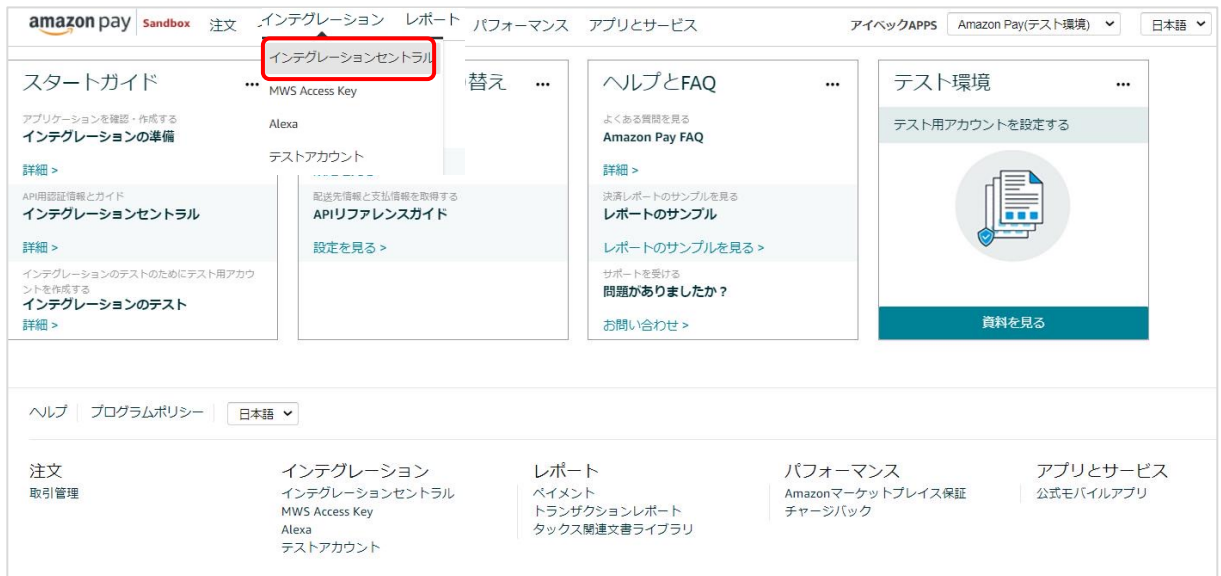 amazon pay Sandbox 注文 インテグレーション レポート パフォーマンス アプリとサービス アイベックAPPS Amazon Pay(テスト環境) 日本語
インテグレーションセントラル
MWS Access Key
Alexa
テストアカウント
スタートガイド ...
アプリケーションを確認・作成する
インテグレーションの準備
詳細 >
API用認証情報とガイド
インテグレーションセントラル
詳細 >
インテグレーションのテストのためにテスト用アカウ
ントを作成する
インテグレーションのテスト
詳細 >
替え ...
配送先情報と支払情報を取得する
APIリファレンスガイド
設定を見る >
ヘルプとFAQ ...
よくある質問を見る
Amazon Pay FAQ
詳細 >
決済レポートのサンプルを見る
レポートのサンプル
レポートのサンプルを見る >
サポートを受ける
問題がありましたか？
お問い合わせ >
テスト環境 ...
テスト用アカウントを設定する
資料を見る
ヘルプ プログラムポリシー 日本語
注文
取引管理
インテグレーション
インテグレーションセントラル
MWS Access Key
Alexa
テストアカウント
レポート
ペイメント
トランザクションレポート
タックス関連文書ライブラリ
パフォーマンス
Amazonマーケットプレイス保証
チャージバック
アプリとサービス
公式モバイルアプリ